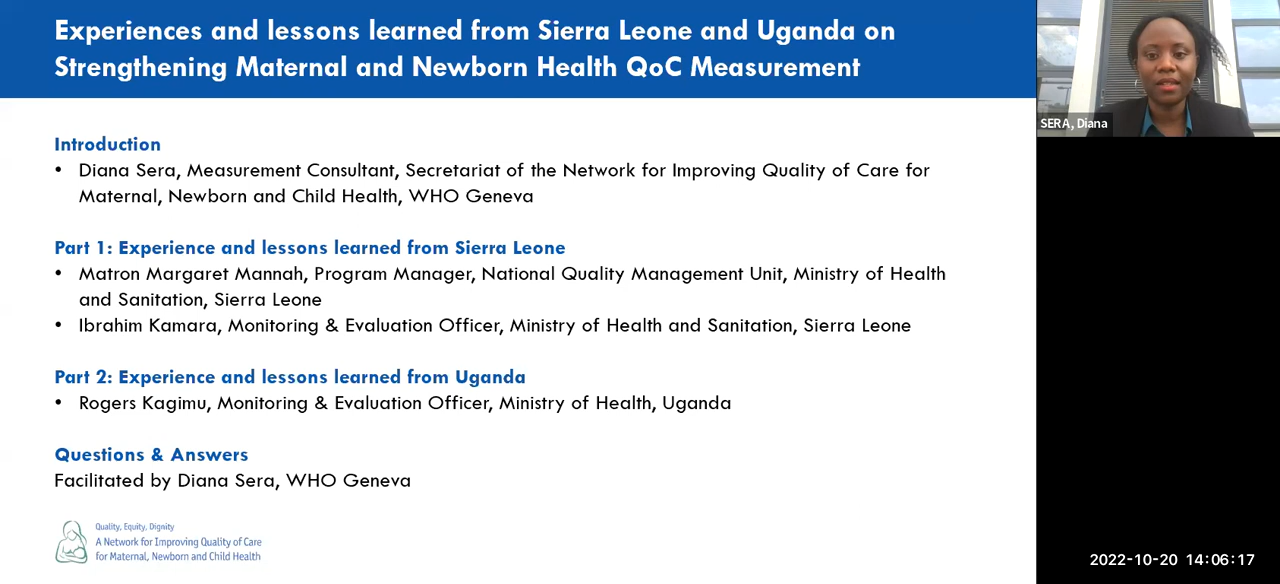 Experiences and lessons learned from Sierra Leone and Uganda on
Strengthening Maternal and Newborn Health QoC Measurement
SERA, Diana
Introduction
• Diana Sera, Measurement Consultant, Secretariat of the Network for Improving Quality of Care for
Maternal, Newborn and Child Health, WHO Geneva
Part 1: Experience and lessons learned from Sierra Leone
• Matron Margaret Mannah, Program Manager, National Quality Management Unit, Ministry of Health
and Sanitation, Sierra Leone
• Ibrahim Kamara, Monitoring & Evaluation Officer, Ministry of Health and Sanitation, Sierra Leone
Part 2: Experience and lessons learned from Uganda
• Rogers Kagimu, Monitoring & Evaluation Officer, Ministry of Health, Uganda
Questions & Answers
Facilitated by Diana Sera, WHO Geneva
Quality, Equity, Dignity
A Network for Improving Quality of Care
for Maternal, Newborn and Child Health
2022-10-20 14:06:17